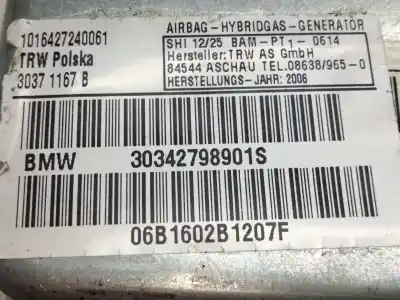 1016427240061
TRW Polska
3037 1167 B
AIRBAG-HYBRIDGAS-GENERATOR
SHI 12/25 BAM-PT1-0614
Hersteller:TRW AS GmbH
84544 ASCHAU TEL.08638/965-0
HERSTELLUNGS-JAHR: 2006
BMW 30342798901S
06B1602B1207F